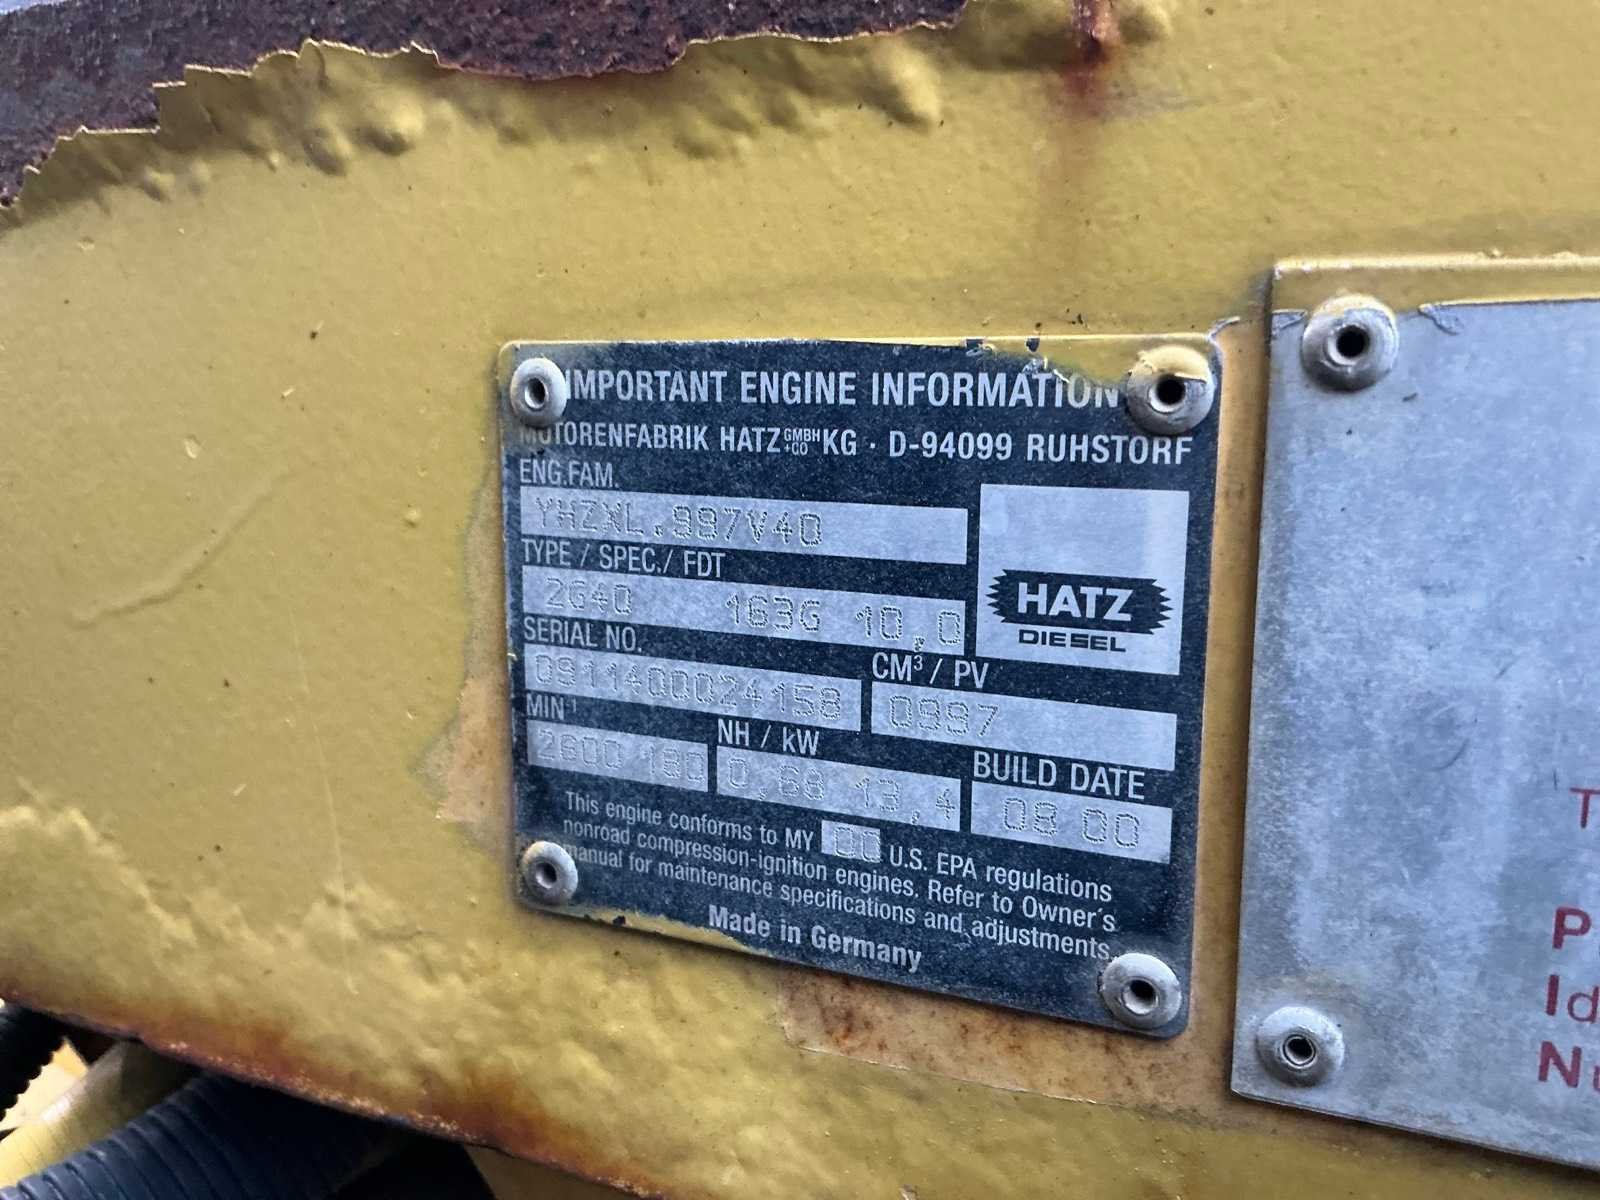 IMPORTANT ENGINE INFORMATION
MOTORENFABRIK HATZ GMBH +CO KG · D-94099 RUHSTORF
ENG.FAM.
YHZXL.997V40
TYPE / SPEC./ FDT
2G40 163G 10,0
HATZ
DIESEL
SERIAL NO.
0911400024158
CM³ / PV
0997
MIN⁻¹
2600 180
NH / kW
0,68 13,4
BUILD DATE
08 00
This engine conforms to MY 00 U.S. EPA regulations
nonroad compression-ignition engines. Refer to Owner's
manual for maintenance specifications and adjustments.
Made in Germany